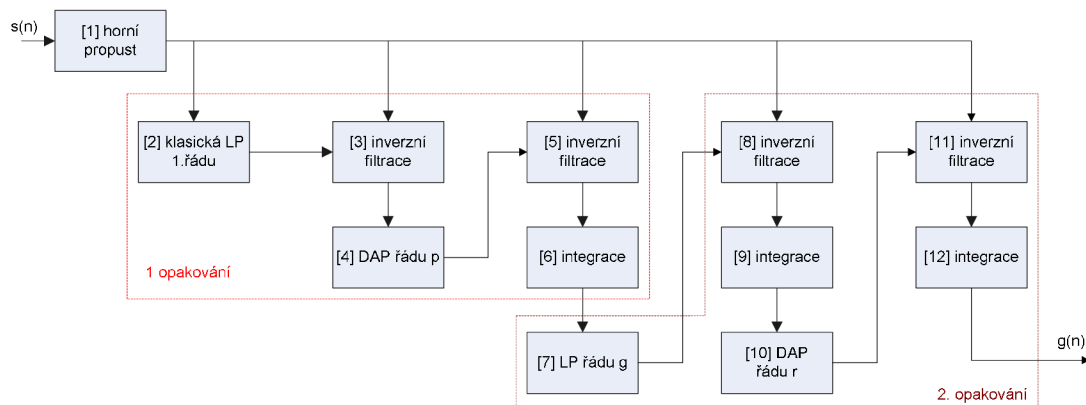 s(n)
[1] horní
propust
[2] klasická LP
1.řádu
[3] inverzní
filtrace
[5] inverzní
filtrace
[8] inverzní
filtrace
[11] inverzní
filtrace
[4] DAP řádu p
[6] integrace
[9] integrace
[12] integrace
1 opakování
[7] LP řádu g
[10] DAP
řádu r
g(n)
2. opakování